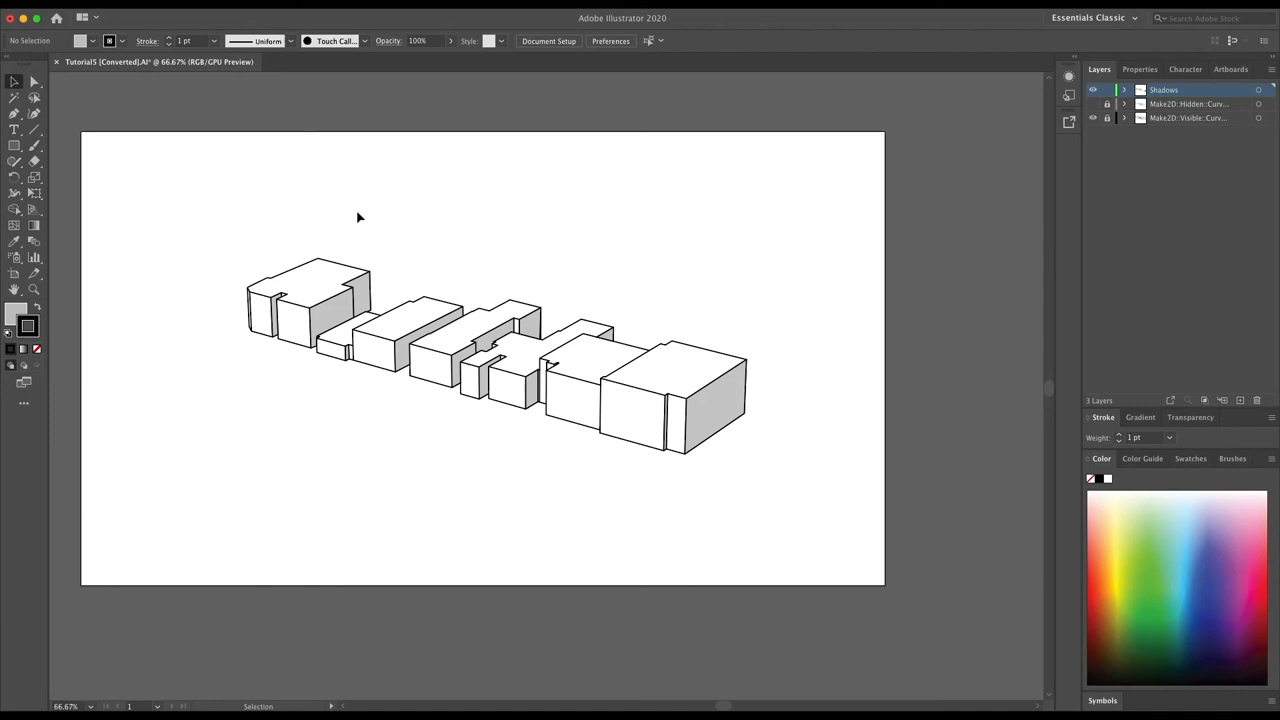 Adobe Illustrator 2020
Essentials Classic
Search Adobe Stock
No Selection
Stroke:
1 pt
Uniform
Touch Call...
Opacity:
100%
Style:
Document Setup
Preferences
Tutorial5 [Converted].AI* @ 66.67% (RGB/GPU Preview)
Layers
Properties
Character
Artboards
Shadows
Make2D::Hidden::Curv...
Make2D::Visible::Curv...
3 Layers
Stroke
Gradient
Transparency
Weight:
1 pt
Color
Color Guide
Swatches
Brushes
Symbols
66.67%
1
Selection